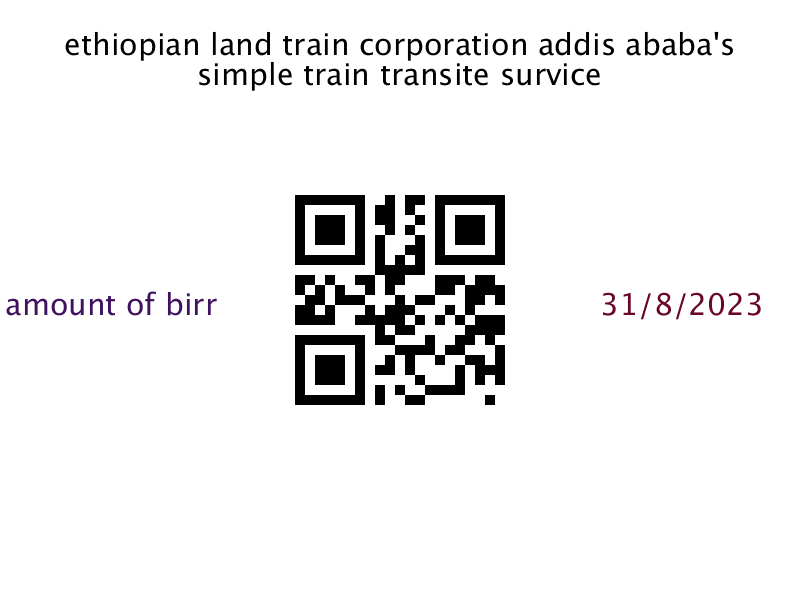 ethiopian land train corporation addis ababa's
simple train transite survice
amount of birr
31/8/2023